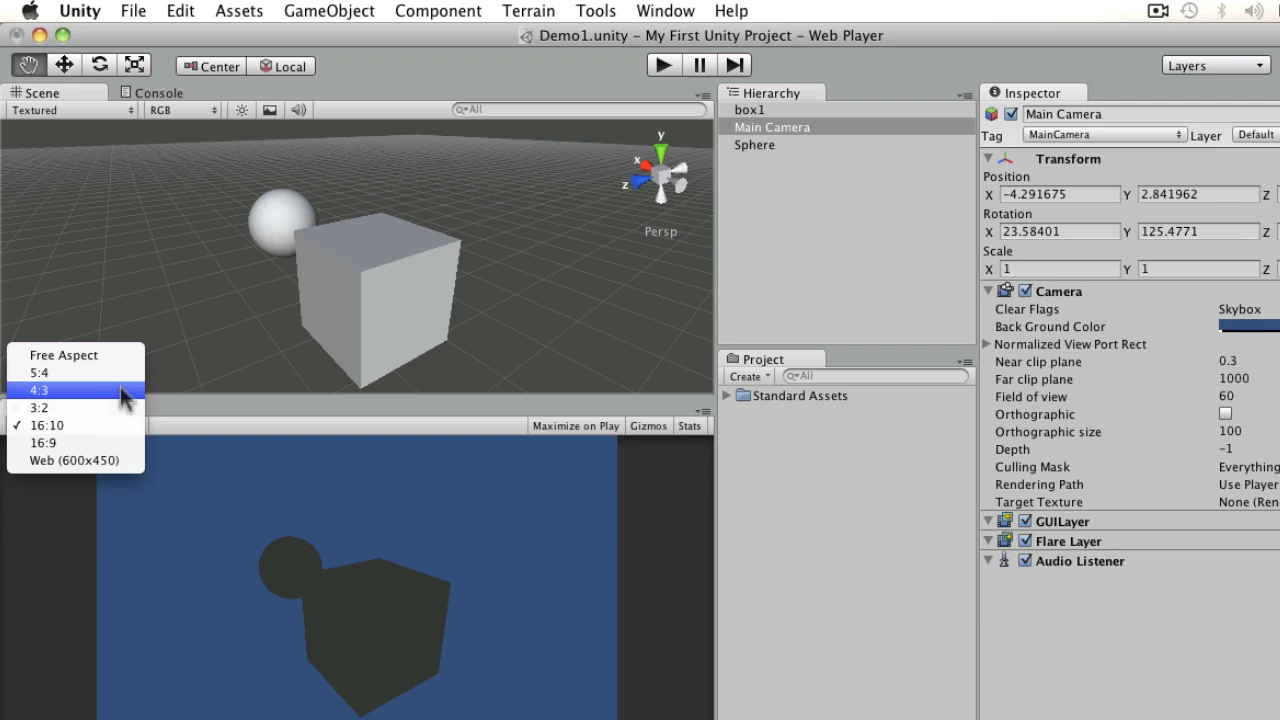 Unity File Edit Assets GameObject Component Terrain Tools Window Help
Demo1.unity - My First Unity Project - Web Player
Center Local Layers
Scene Console
Textured RGB All
y
x
z
Persp
Free Aspect
5:4
4:3
3:2
16:10
16:9
Web (600x450)
Maximize on Play Gizmos Stats
Hierarchy
box1
Main Camera
Sphere
Project
Create All
Standard Assets
Inspector
Main Camera
Tag MainCamera Layer Default
Transform
Position
X -4.291675 Y 2.841962 Z
Rotation
X 23.58401 Y 125.4771 Z
Scale
X 1 Y 1 Z
Camera
Clear Flags Skybox
Back Ground Color
Normalized View Port Rect
Near clip plane 0.3
Far clip plane 1000
Field of view 60
Orthographic
Orthographic size 100
Depth -1
Culling Mask Everything
Rendering Path Use Player
Target Texture None (Ren
GUILayer
Flare Layer
Audio Listener